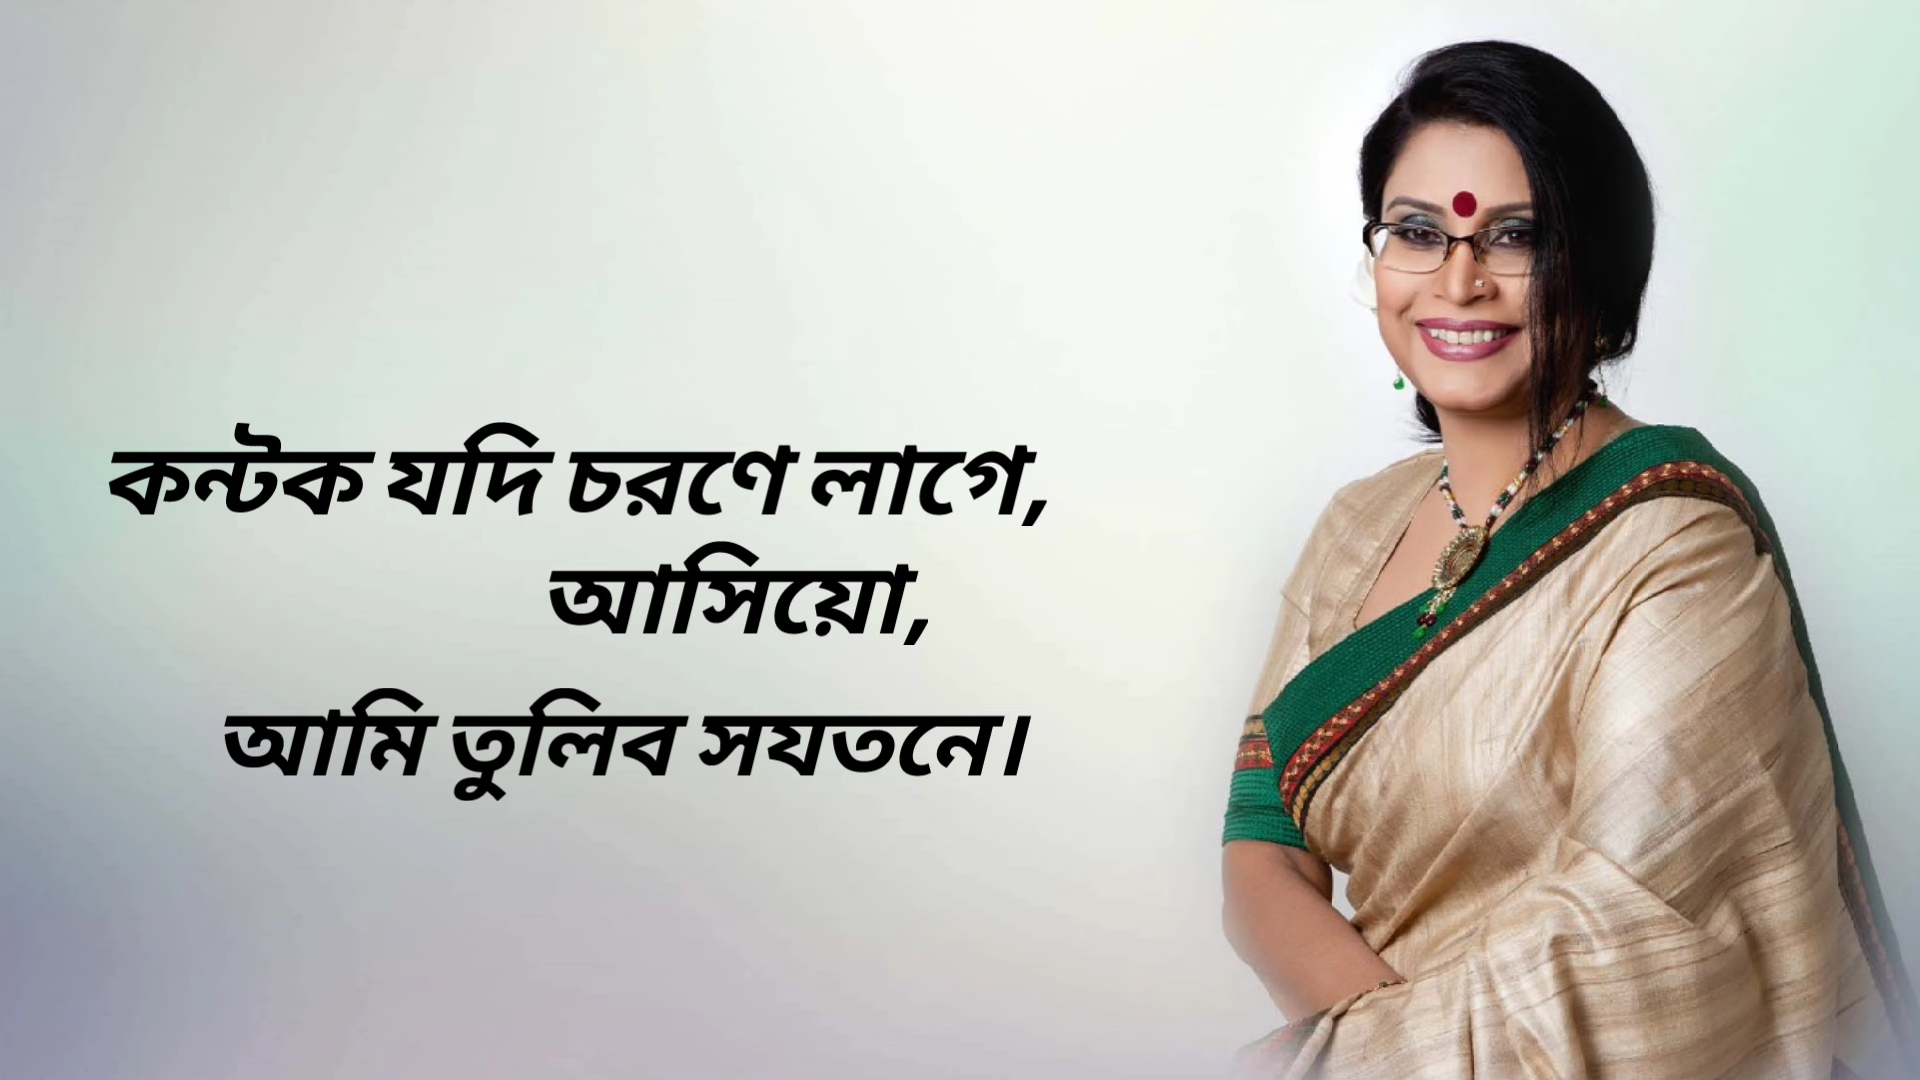 কন্টক যদি চরণে লাগে,
আসিয়ো,
আমি তুলিব সযতনে।